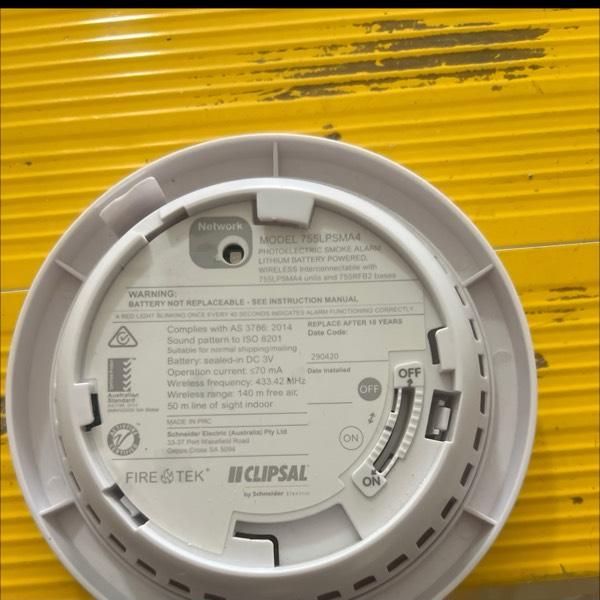 Network
MODEL 755LPSMA4
PHOTOELECTRIC SMOKE ALARM
LITHIUM BATTERY POWERED,
WIRELESS Interconnectable with
755LPSMA4 units and 755RFB2 bases
WARNING:
BATTERY NOT REPLACEABLE - SEE INSTRUCTION MANUAL
A RED LIGHT BLINKING ONCE EVERY 40 SECONDS INDICATES ALARM FUNCTIONING CORRECTLY
Complies with AS 3786: 2014
Sound pattern to ISO 8201
Suitable for normal shipping/mailing
Battery: sealed-in DC 3V
Operation current: ≤70 mA
Wireless frequency: 433.42 MHz
Wireless range: 140 m free air,
50 m line of sight indoor
REPLACE AFTER 10 YEARS
Date Code:
290420
Date Installed
OFF
ON
OFF
ON
Australian
Standard
MADE IN PRC
Schneider Electric (Australia) Pty Ltd
33-37 Port Wakefield Road
Gepps Cross SA 5094
FIRE TEK
CLIPSAL
by Schneider Electric